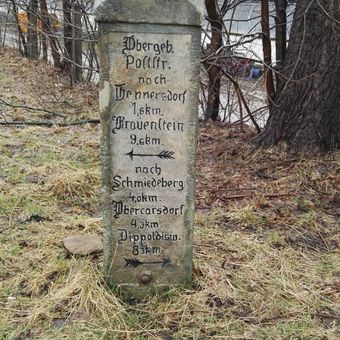 Obergeb.
Poststr.
nach
Hennersdorf
1,6km.
Frauenstein
9,6km.
nach
Schmiedeberg
4,0km.
Obercarsdorf
4,3km.
Dippoldisw.
8,3km.